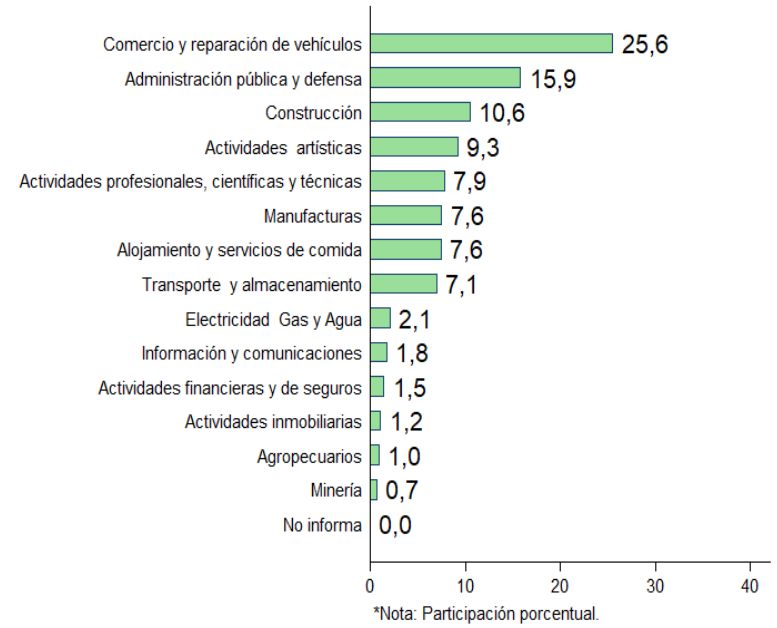 Comercio y reparación de vehículos 25,6
Administración pública y defensa 15,9
Construcción 10,6
Actividades artísticas 9,3
Actividades profesionales, científicas y técnicas 7,9
Manufacturas 7,6
Alojamiento y servicios de comida 7,6
Transporte y almacenamiento 7,1
Electricidad Gas y Agua 2,1
Información y comunicaciones 1,8
Actividades financieras y de seguros 1,5
Actividades inmobiliarias 1,2
Agropecuarios 1,0
Minería 0,7
No informa 0,0
0 10 20 30 40
*Nota: Participación porcentual.